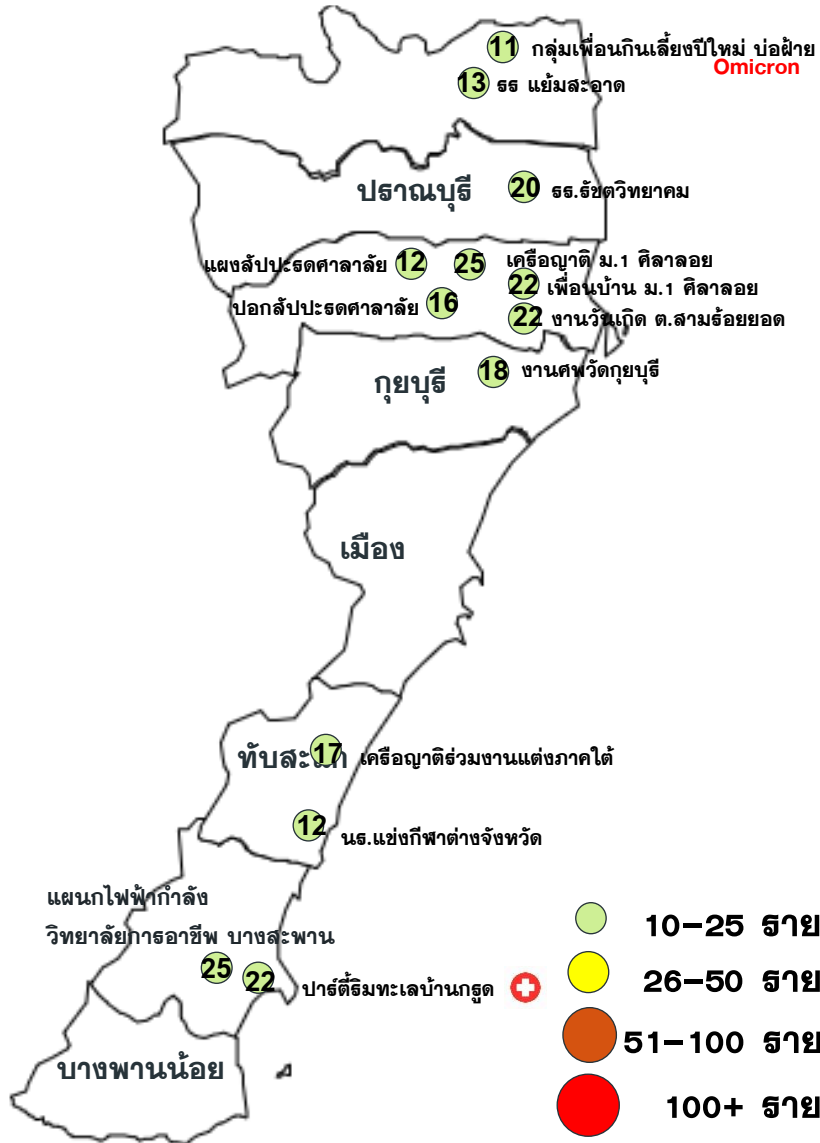 11 กลุ่มเพื่อนกินเลี้ยงปีใหม่ บ่อฝ้าย
Omicron
13 รร แย้มสะอาด
ปราณบุรี
20 รร.รัชตวิทยาคม
แผงสัปปะรดศาลาลัย 12
25 เครือญาติ ม.1 ศิลาลอย
22 เพื่อนบ้าน ม.1 ศิลาลอย
ปอกสัปปะรดศาลาลัย 16
22 งานวันเกิด ต.สามร้อยยอด
กุยบุรี
18 งานศพวัดกุยบุรี
เมือง
ทับสะแก
17 เครือญาติร่วมงานแต่งภาคใต้
12 นร.แข่งกีฬาต่างจังหวัด
แผนกไฟฟ้ากำลัง
วิทยาลัยการอาชีพ บางสะพาน
25
22 ปาร์ตี้ริมทะเลบ้านกรูด
บางพานน้อย
10-25 ราย
26-50 ราย
51-100 ราย
100+ ราย